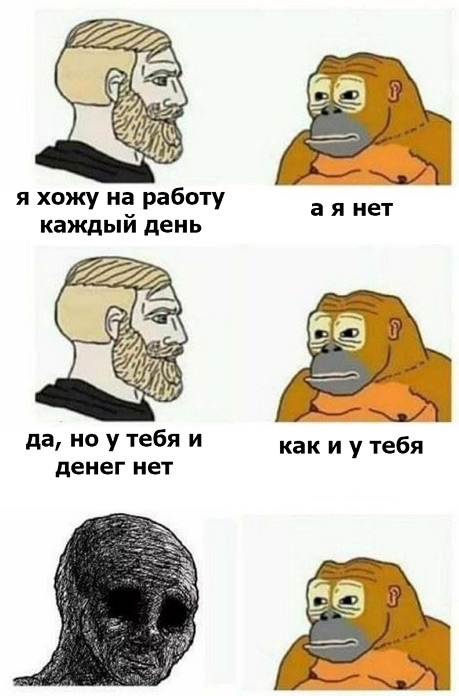 я хожу на работу
каждый день
а я нет
да, но у тебя и
денег нет
как и у тебя